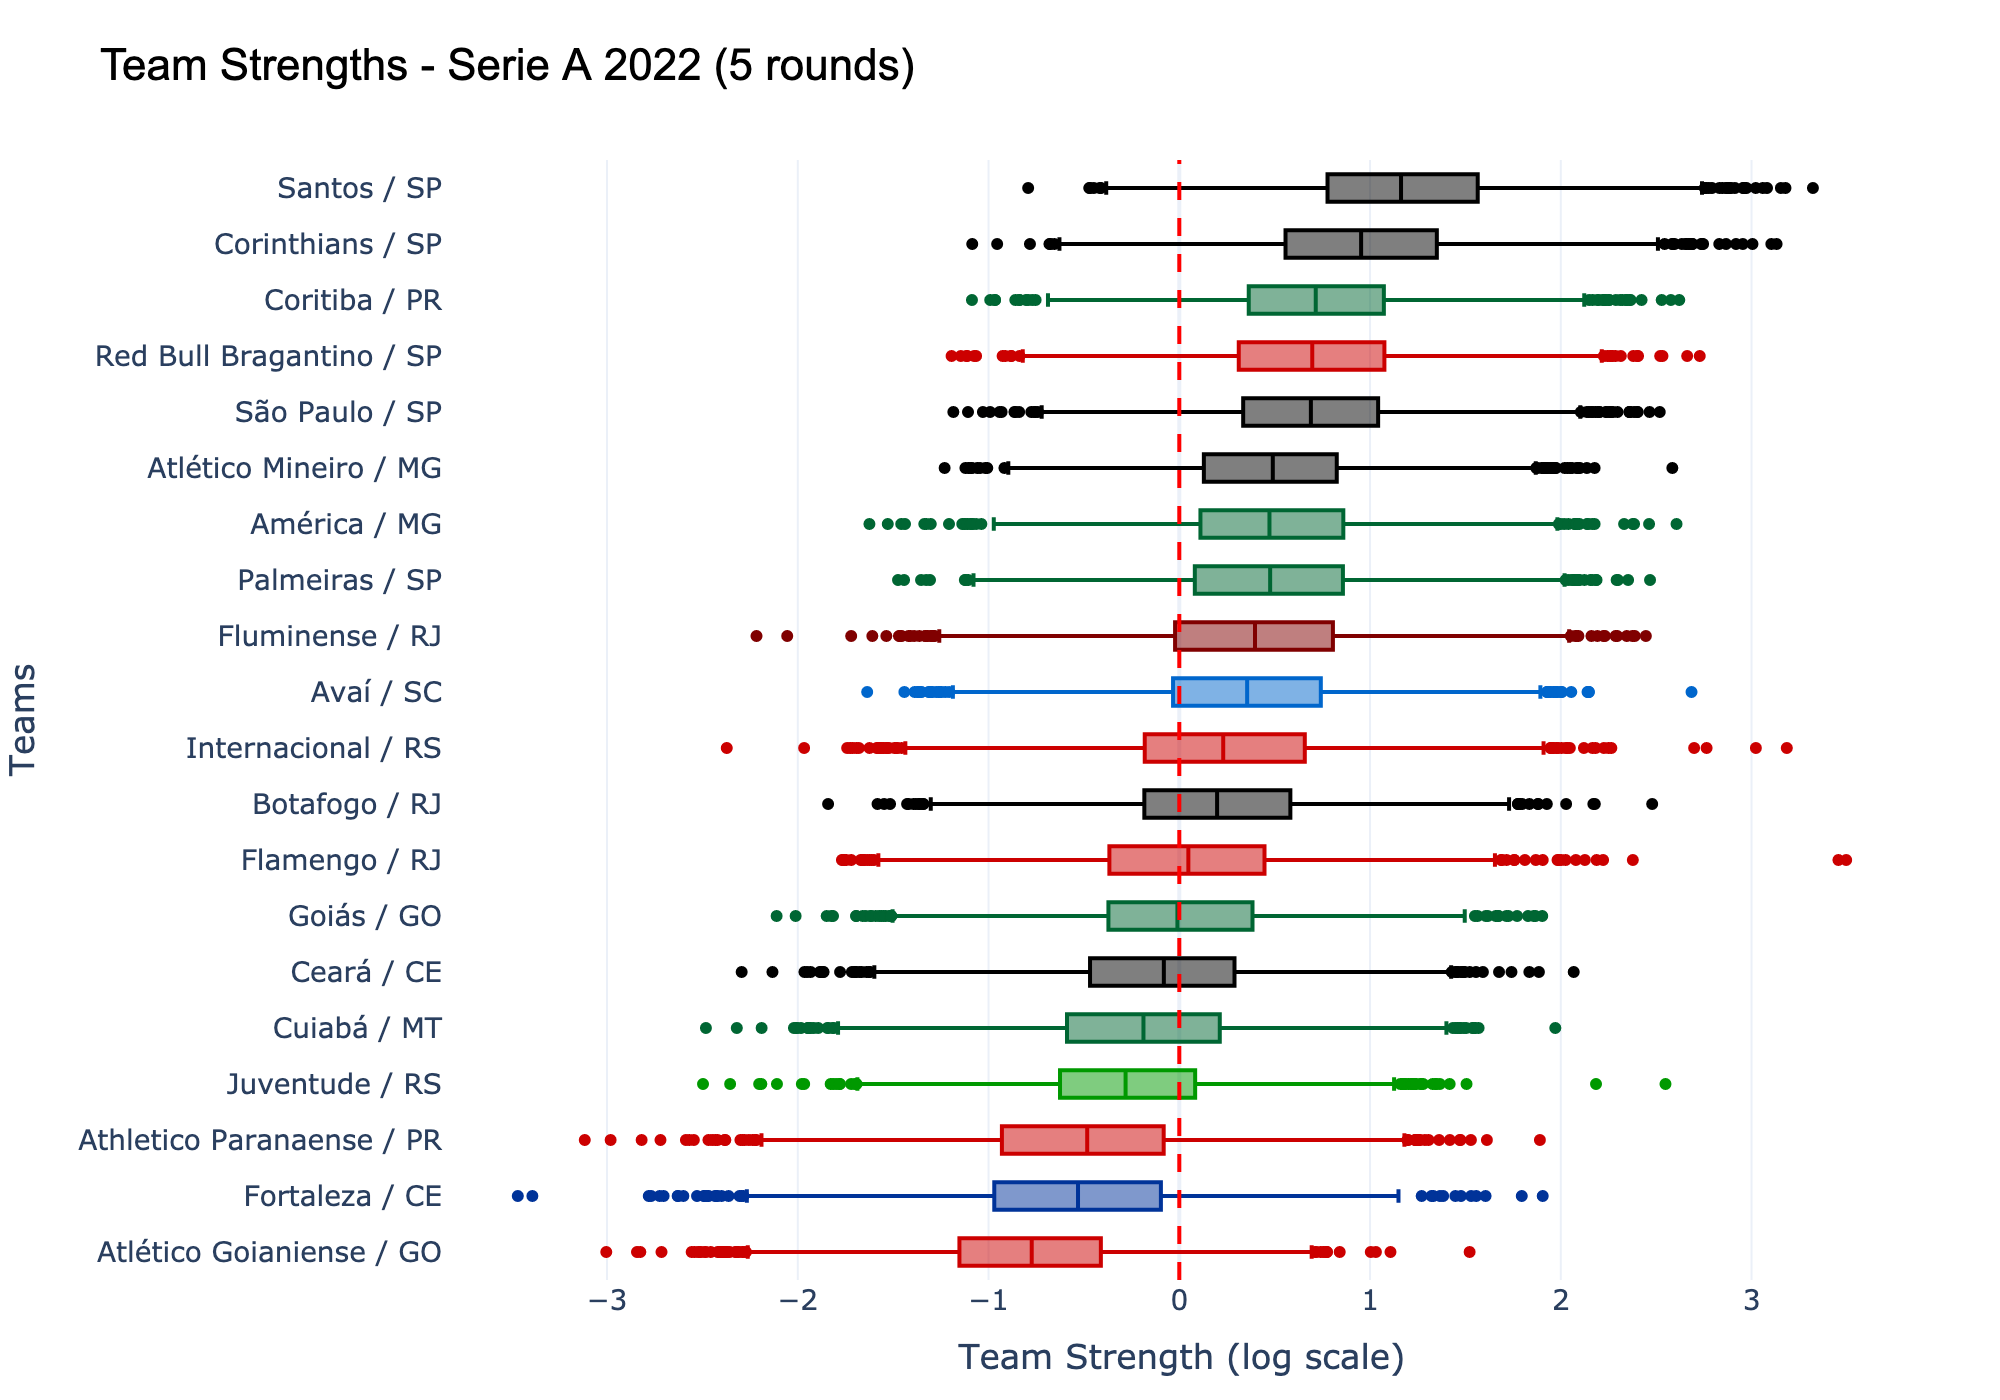 Team Strengths - Serie A 2022 (5 rounds)
Santos / SP
Corinthians / SP
Coritiba / PR
Red Bull Bragantino / SP
São Paulo / SP
Atlético Mineiro / MG
América / MG
Palmeiras / SP
Fluminense / RJ
Avaí / SC
Internacional / RS
Botafogo / RJ
Flamengo / RJ
Goiás / GO
Ceará / CE
Cuiabá / MT
Juventude / RS
Athletico Paranaense / PR
Fortaleza / CE
Atlético Goianiense / GO
Teams
−3 −2 −1 0 1 2 3
Team Strength (log scale)